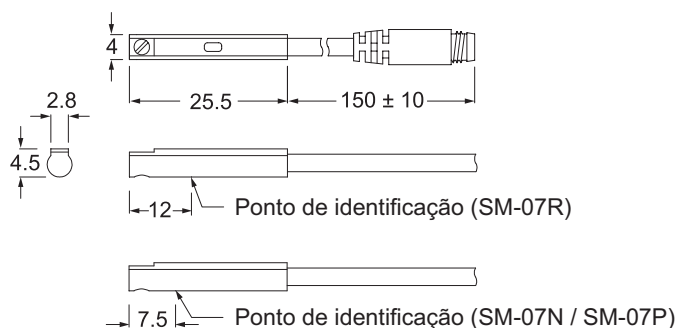 4
25.5
150 ± 10
2.8
4.5
12
Ponto de identificação (SM-07R)
7.5
Ponto de identificação (SM-07N / SM-07P)